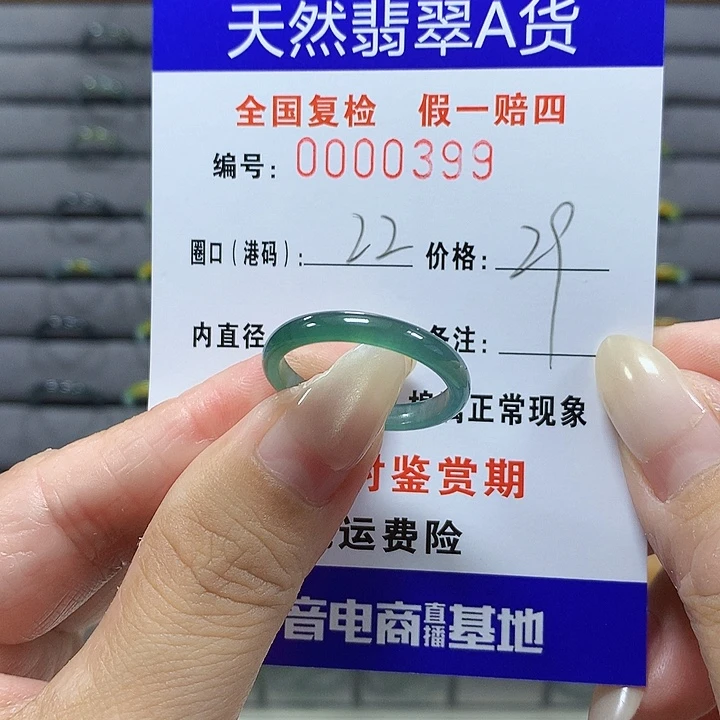 天然翡翠A货
全国复检 假一赔四
编号: 0000399
圈口(港码): 22 价格: 29
内直径 备注:
正常现象
时鉴赏期
运费险
音电商直播基地